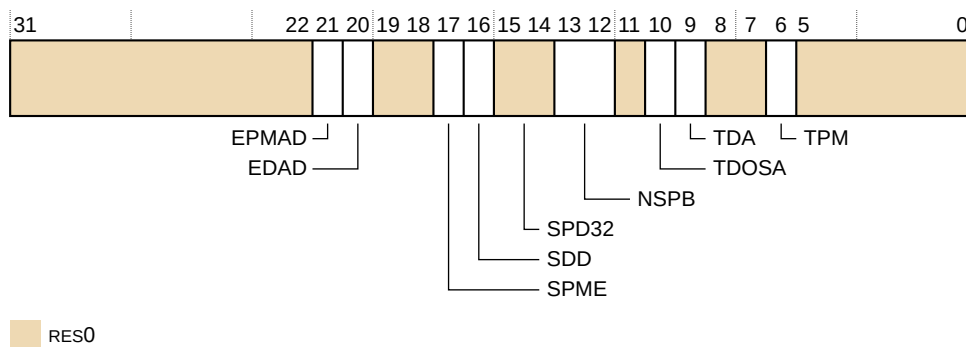 31 22 21 20 19 18 17 16 15 14 13 12 11 10 9 8 7 6 5 0
EPMAD TDA TPM
EDAD TDOSA
NSPB
SPD32
SDD
SPME
RES0